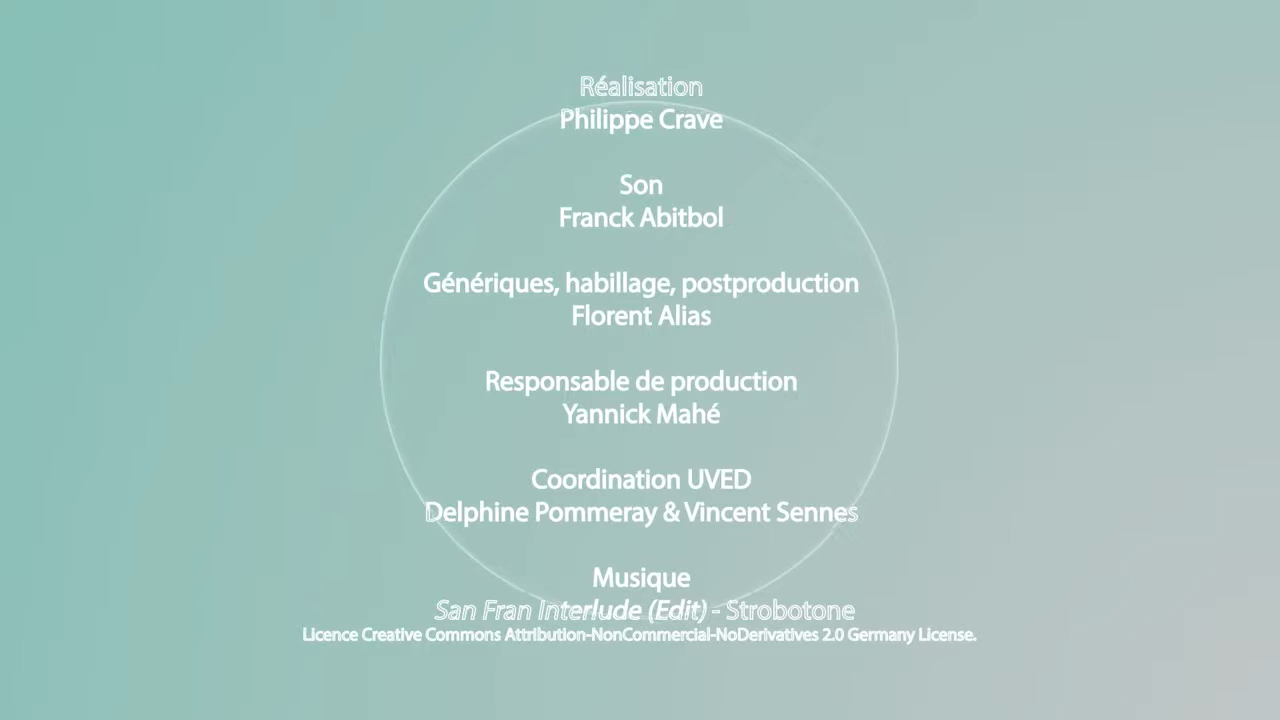 Réalisation
Philippe Crave
Son
Franck Abitbol
Génériques, habillage, postproduction
Florent Alias
Responsable de production
Yannick Mahé
Coordination UVED
Delphine Pommeray & Vincent Sennes
Musique
San Fran Interlude (Edit) - Strobotone
Licence Creative Commons Attribution-NonCommercial-NoDerivatives 2.0 Germany License.